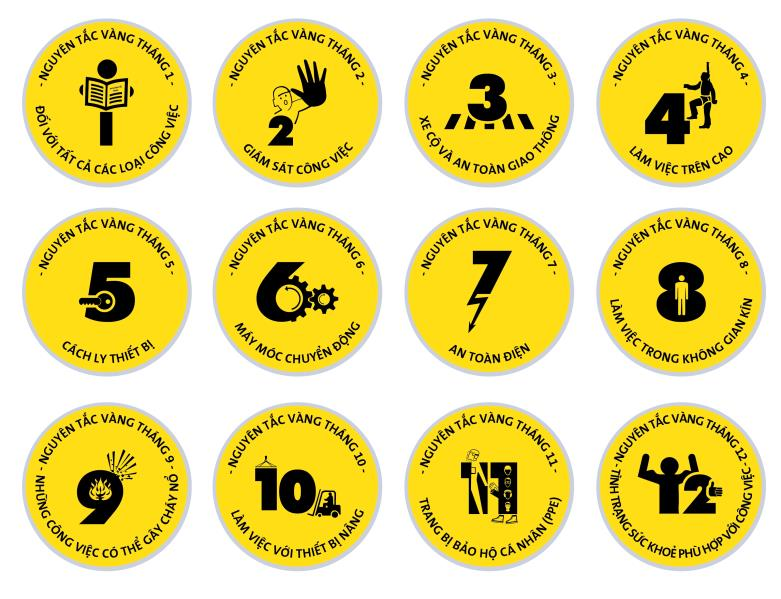 - NGUYÊN TẮC VÀNG THÁNG 1 -
ĐỐI VỚI TẤT CẢ CÁC LOẠI CÔNG VIỆC
- NGUYÊN TẮC VÀNG THÁNG 2 -
2
GIÁM SÁT CÔNG VIỆC
- NGUYÊN TẮC VÀNG THÁNG 3 -
3
XE CỘ VÀ AN TOÀN GIAO THÔNG
- NGUYÊN TẮC VÀNG THÁNG 4 -
4
LÀM VIỆC TRÊN CAO
- NGUYÊN TẮC VÀNG THÁNG 5 -
5
CÁCH LY THIẾT BỊ
- NGUYÊN TẮC VÀNG THÁNG 6 -
6
MÁY MÓC CHUYỂN ĐỘNG
- NGUYÊN TẮC VÀNG THÁNG 7 -
7
AN TOÀN ĐIỆN
- NGUYÊN TẮC VÀNG THÁNG 8 -
8
LÀM VIỆC TRONG KHÔNG GIAN KÍN
- NGUYÊN TẮC VÀNG THÁNG 9 -
9
NHỮNG CÔNG VIỆC CÓ THỂ GÂY CHÁY NỔ
- NGUYÊN TẮC VÀNG THÁNG 10 -
10
LÀM VIỆC VỚI THIẾT BỊ NÂNG
- NGUYÊN TẮC VÀNG THÁNG 11 -
11
TRANG BỊ BẢO HỘ CÁ NHÂN (PPE)
- NGUYÊN TẮC VÀNG THÁNG 12 -
12
TÌNH TRẠNG SỨC KHOẺ PHÙ HỢP VỚI CÔNG VIỆC